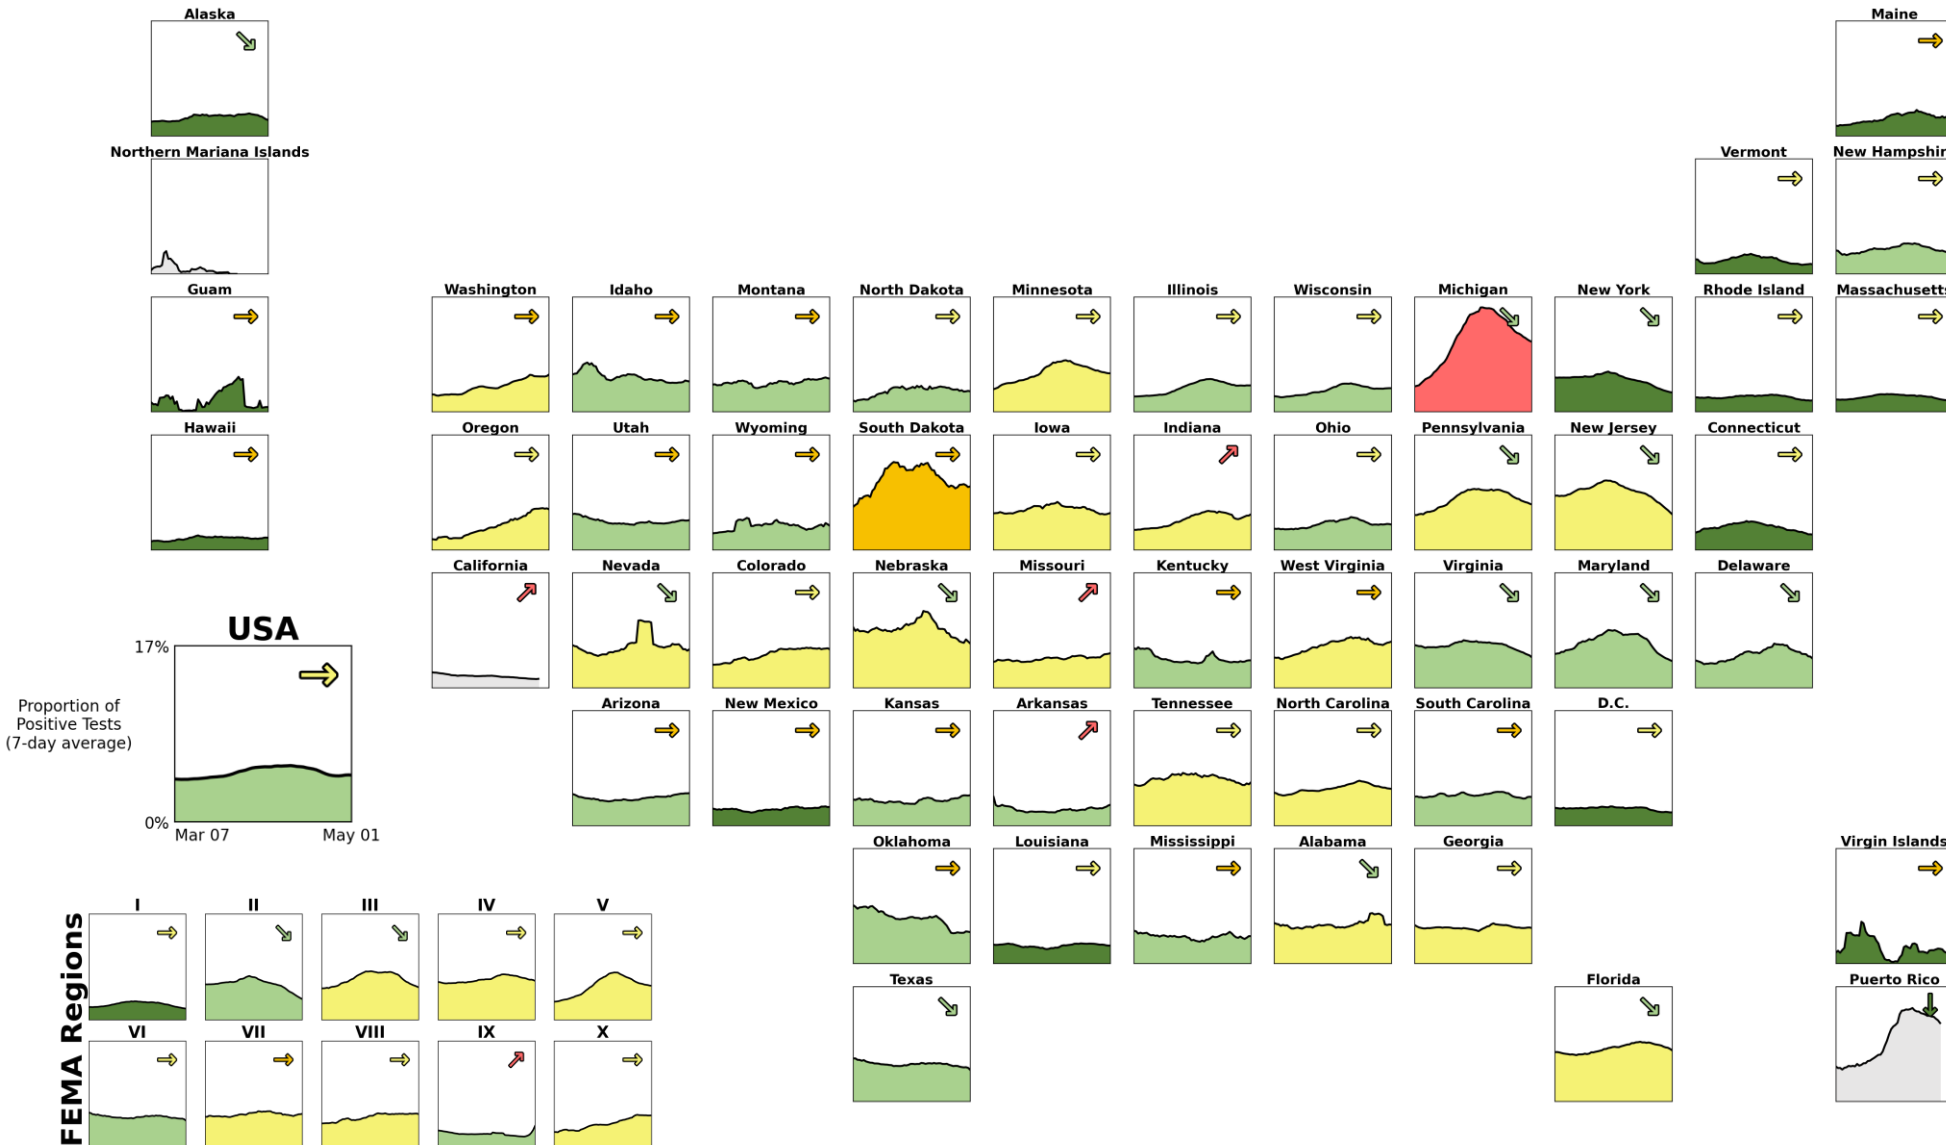 Alaska
Maine
Northern Mariana Islands
Vermont
New Hampshir
Guam
Washington
Idaho
Montana
North Dakota
Minnesota
Illinois
Wisconsin
Michigan
New York
Rhode Island
Massachusetts
Hawaii
Oregon
Utah
Wyoming
South Dakota
Iowa
Indiana
Ohio
Pennsylvania
New Jersey
Connecticut
California
Nevada
Colorado
Nebraska
Missouri
Kentucky
West Virginia
Virginia
Maryland
Delaware
USA
17%
Proportion of
Positive Tests
(7-day average)
0%
Mar 07
May 01
Arizona
New Mexico
Kansas
Arkansas
Tennessee
North Carolina
South Carolina
D.C.
Oklahoma
Louisiana
Mississippi
Alabama
Georgia
Virgin Islands
FEMA Regions
I
II
III
IV
V
Texas
Florida
Puerto Rico
VI
VII
VIII
IX
X